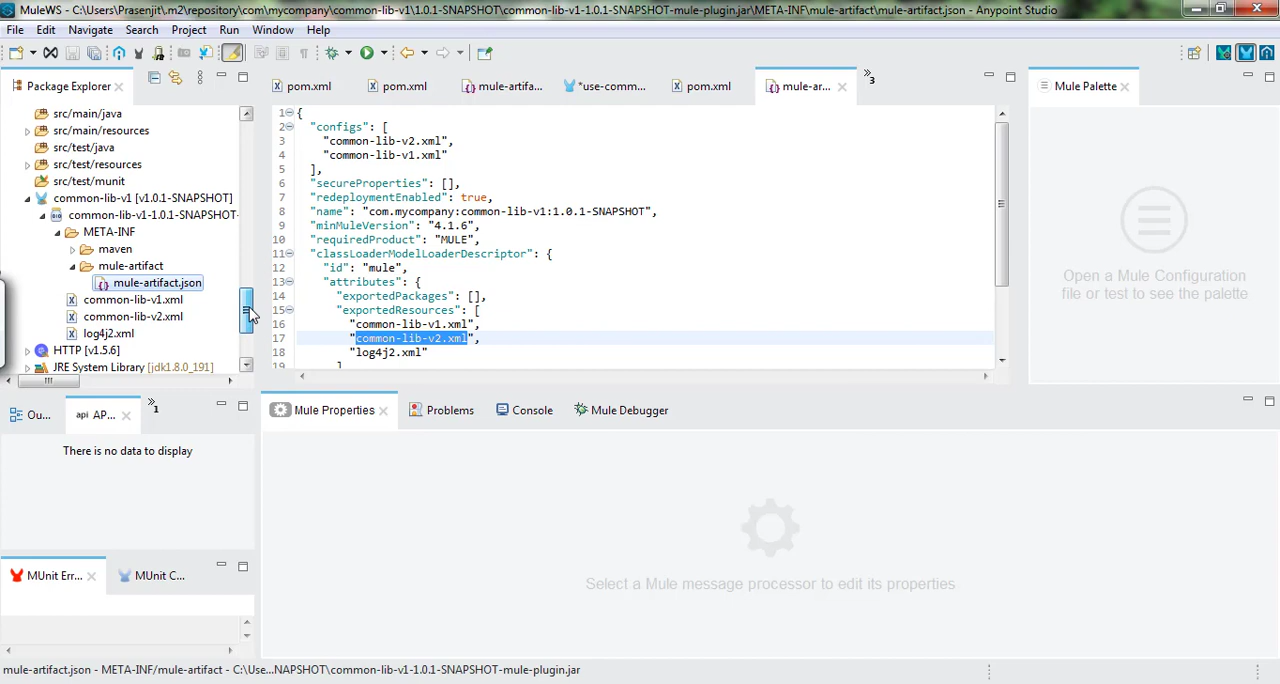 MuleWS - C:\Users\Prasenjit\.m2\repository\com\mycompany\common-lib-v1\1.0.1-SNAPSHOT\common-lib-v1-1.0.1-SNAPSHOT-mule-plugin.jar\META-INF\mule-artifact\mule-artifact.json - Anypoint Studio
File Edit Navigate Search Project Run Window Help
Package Explorer
pom.xml pom.xml mule-artifa... *use-comm... pom.xml mule-ar... 3
Mule Palette
src/main/java
src/main/resources
src/test/java
src/test/resources
src/test/munit
common-lib-v1 [v1.0.1-SNAPSHOT]
common-lib-v1-1.0.1-SNAPSHOT-
META-INF
maven
mule-artifact
mule-artifact.json
common-lib-v1.xml
common-lib-v2.xml
log4j2.xml
HTTP [v1.5.6]
JRE System Library [jdk1.8.0_191]
1 {
2 "configs": [
3 "common-lib-v2.xml",
4 "common-lib-v1.xml"
5 ],
6 "secureProperties": [],
7 "redeploymentEnabled": true,
8 "name": "com.mycompany:common-lib-v1:1.0.1-SNAPSHOT",
9 "minMuleVersion": "4.1.6",
10 "requiredProduct": "MULE",
11 "classLoaderModelLoaderDescriptor": {
12 "id": "mule",
13 "attributes": {
14 "exportedPackages": [],
15 "exportedResources": [
16 "common-lib-v1.xml",
17 "common-lib-v2.xml",
18 "log4j2.xml"
19 ]
Open a Mule Configuration
file or test to see the palette
Ou... api AP... 1
There is no data to display
Mule Properties Problems Console Mule Debugger
Select a Mule message processor to edit its properties
MUnit Err... MUnit C...
mule-artifact.json - META-INF/mule-artifact - C:\Use...NAPSHOT\common-lib-v1-1.0.1-SNAPSHOT-mule-plugin.jar